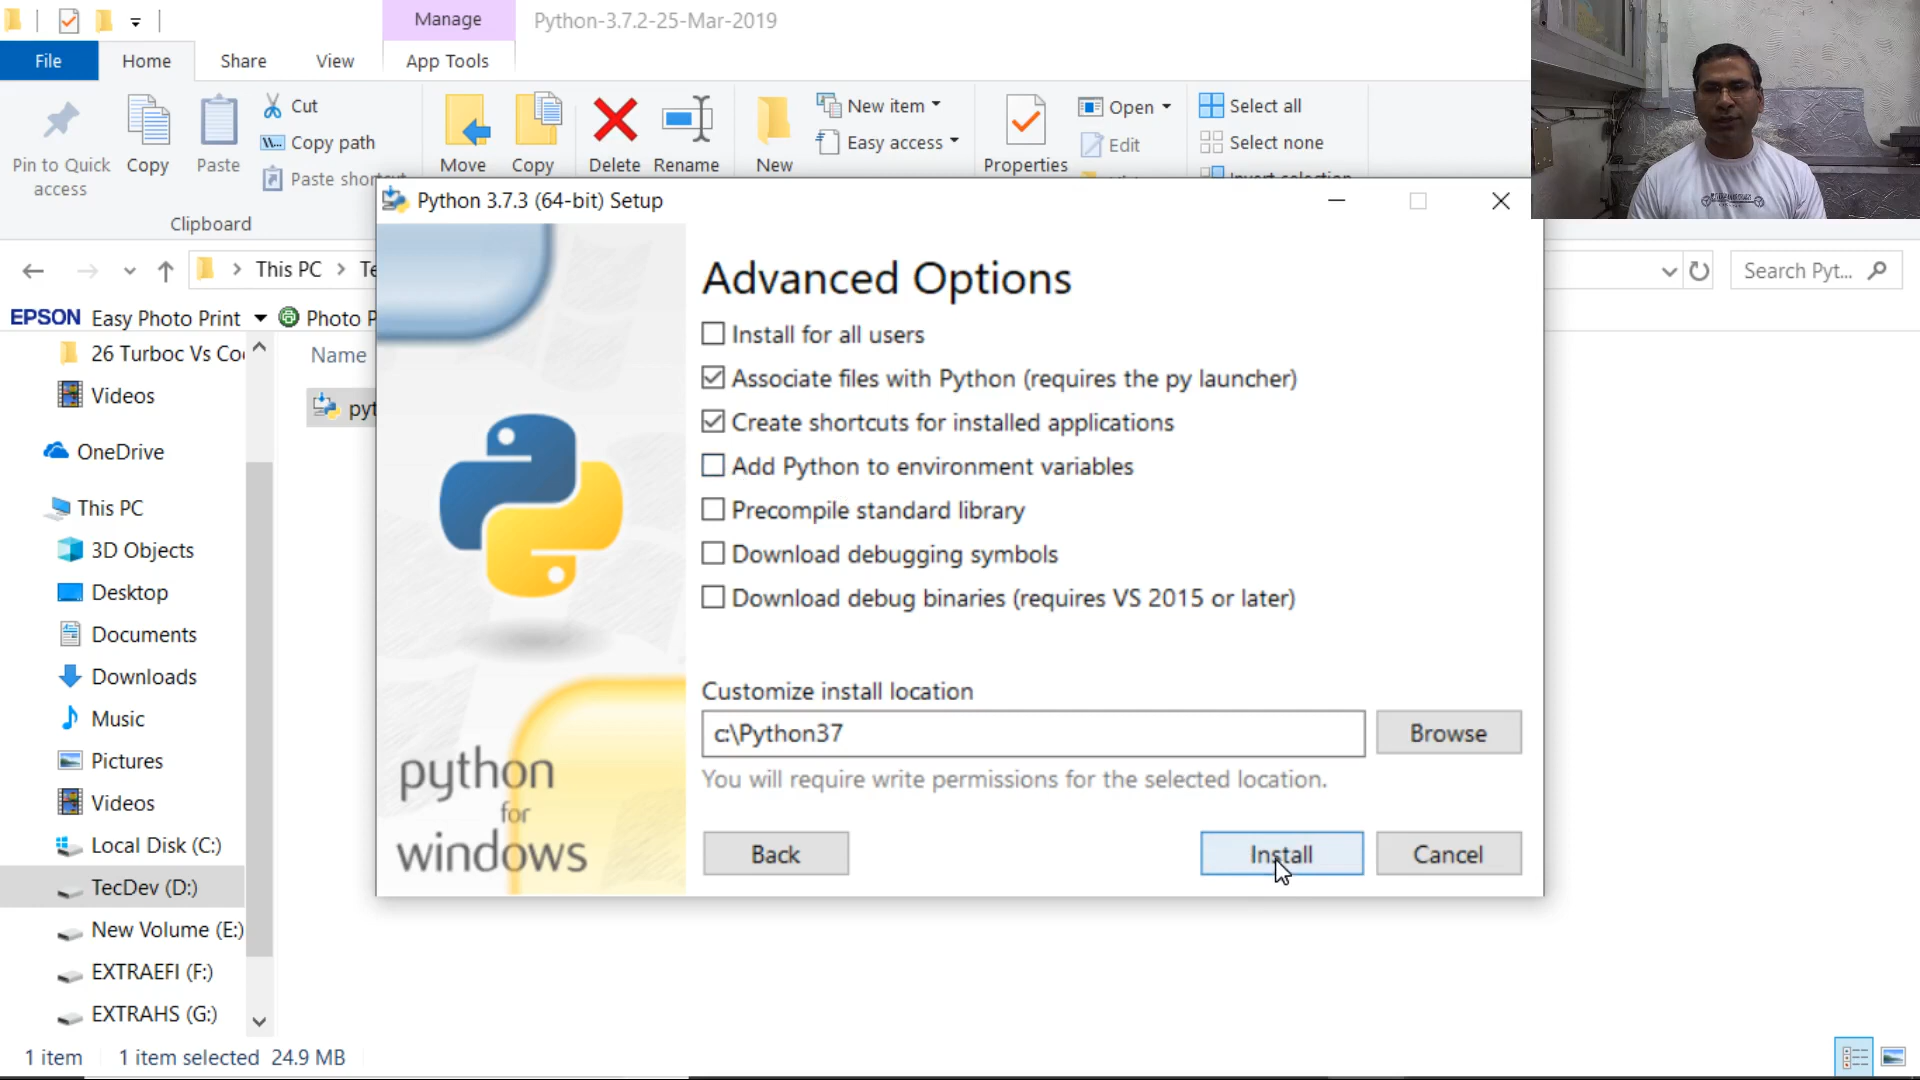 Manage
Python-3.7.2-25-Mar-2019
File
Home
Share
View
App Tools
Pin to Quick
access
Copy
Paste
Cut
Copy path
Paste
Clipboard
Move
Copy
Delete
Rename
New
New item
Easy access
Properties
Open
Edit
Select all
Select none
This PC
Search Pyt...
EPSON Easy Photo Print
Photo P
26 Turboc Vs
Videos
OneDrive
This PC
3D Objects
Desktop
Documents
Downloads
Music
Pictures
Videos
Local Disk (C:)
TecDev (D:)
New Volume (E:)
EXTRAEFI (F:)
EXTRAHS (G:)
Name
pyt
Python 3.7.3 (64-bit) Setup
Advanced Options
Install for all users
Associate files with Python (requires the py launcher)
Create shortcuts for installed applications
Add Python to environment variables
Precompile standard library
Download debugging symbols
Download debug binaries (requires VS 2015 or later)
Customize install location
c:\Python37
Browse
You will require write permissions for the selected location.
Back
Install
Cancel
python
for
windows
1 item
1 item selected 24.9 MB